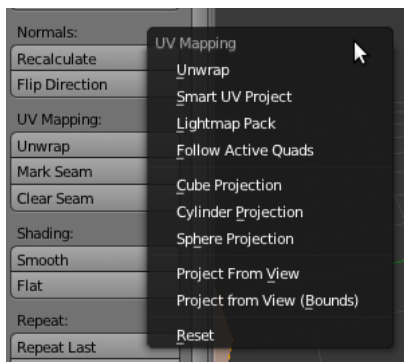 Normals:
Recalculate
Flip Direction
UV Mapping:
Unwrap
Mark Seam
Clear Seam
Shading:
Smooth
Flat
Repeat:
Repeat Last
UV Mapping
Unwrap
Smart UV Project
Lightmap Pack
Follow Active Quads
Cube Projection
Cylinder Projection
Sphere Projection
Project From View
Project from View (Bounds)
Reset